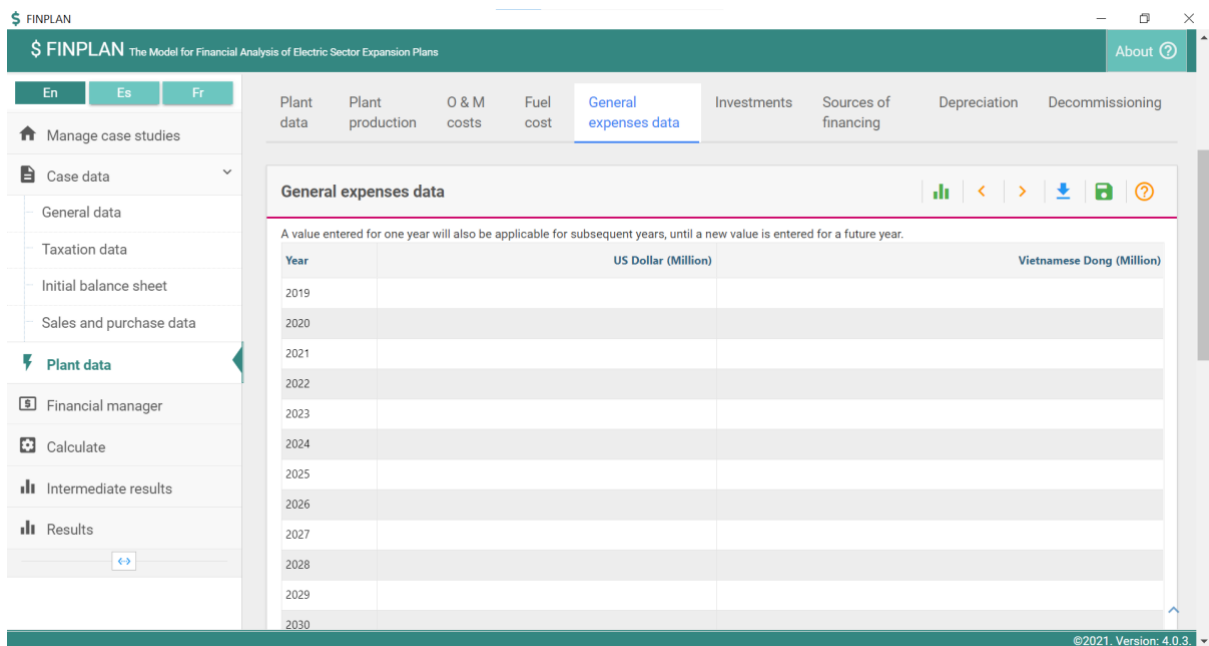 $ FINPLAN
$ FINPLAN The Model for Financial Analysis of Electric Sector Expansion Plans
About
En Es Fr
Manage case studies
Case data
General data
Taxation data
Initial balance sheet
Sales and purchase data
Plant data
Financial manager
Calculate
Intermediate results
Results
Plant data
Plant production
O & M costs
Fuel cost
General expenses data
Investments
Sources of financing
Depreciation
Decommissioning
General expenses data
A value entered for one year will also be applicable for subsequent years, until a new value is entered for a future year.
Year US Dollar (Million) Vietnamese Dong (Million)
2019
2020
2021
2022
2023
2024
2025
2026
2027
2028
2029
2030
©2021. Version: 4.0.3.